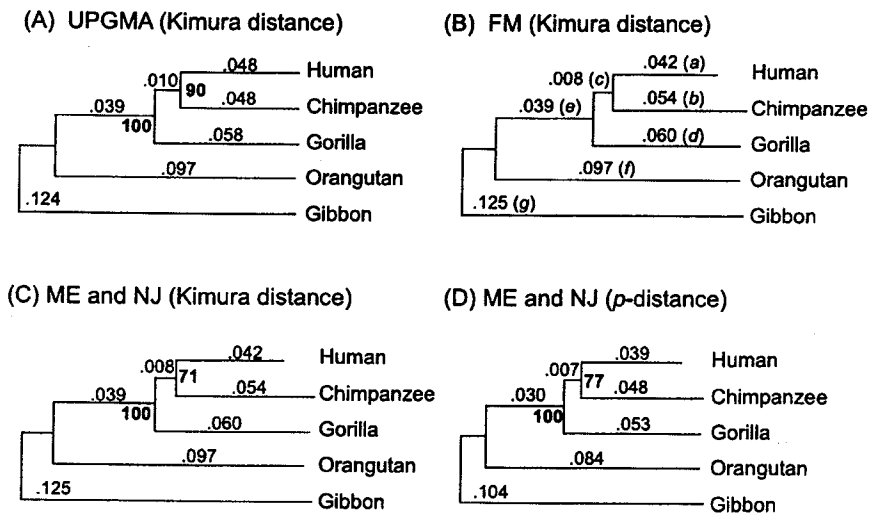 (A) UPGMA (Kimura distance)
.048
Human
.010
90
.039
.048
Chimpanzee
100
.058
Gorilla
.097
Orangutan
.124
Gibbon
(B) FM (Kimura distance)
.042 (a)
Human
.008 (c)
.054 (b)
Chimpanzee
.039 (e)
.060 (d)
Gorilla
.097 (f)
Orangutan
.125 (g)
Gibbon
(C) ME and NJ (Kimura distance)
.042
Human
.008
71
.039
.054
Chimpanzee
100
.060
Gorilla
.097
Orangutan
.125
Gibbon
(D) ME and NJ (p-distance)
.039
Human
.007
77
.030
.048
Chimpanzee
100
.053
Gorilla
.084
Orangutan
.104
Gibbon